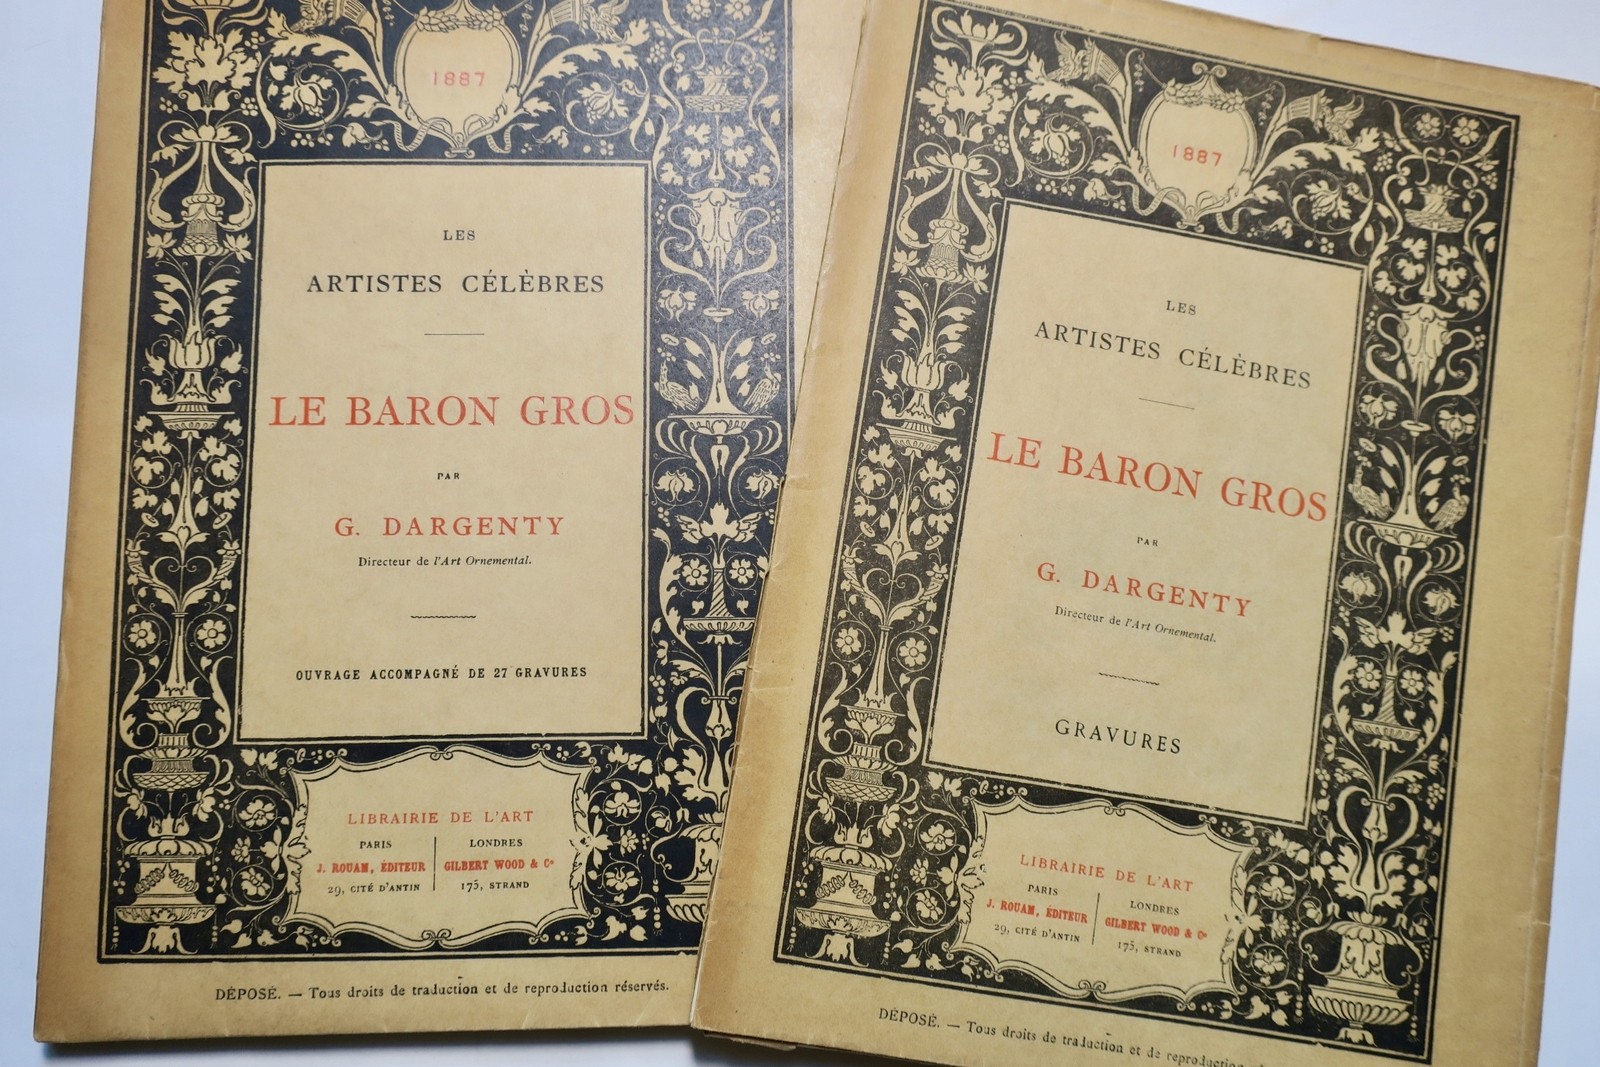 1887
LES
ARTISTES CÉLÈBRES
LE BARON GROS
PAR
G. DARGENTY
Directeur de l'Art Ornemental.
OUVRAGE ACCOMPAGNÉ DE 27 GRAVURES
LIBRAIRIE DE L'ART
PARIS
J. ROUAM, ÉDITEUR
29, CITÉ D'ANTIN
LONDRES
GILBERT WOOD & Co
175, STRAND
DÉPOSÉ. — Tous droits de traduction et de reproduction réservés.
1887
LES
ARTISTES CÉLÈBRES
LE BARON GROS
PAR
G. DARGENTY
Directeur de l'Art Ornemental.
GRAVURES
LIBRAIRIE DE L'ART
PARIS
J. ROUAM, ÉDITEUR
29, CITÉ D'ANTIN
LONDRES
GILBERT WOOD & Co
175, STRAND
DÉPOSÉ. — Tous droits de traduction et de reproduction